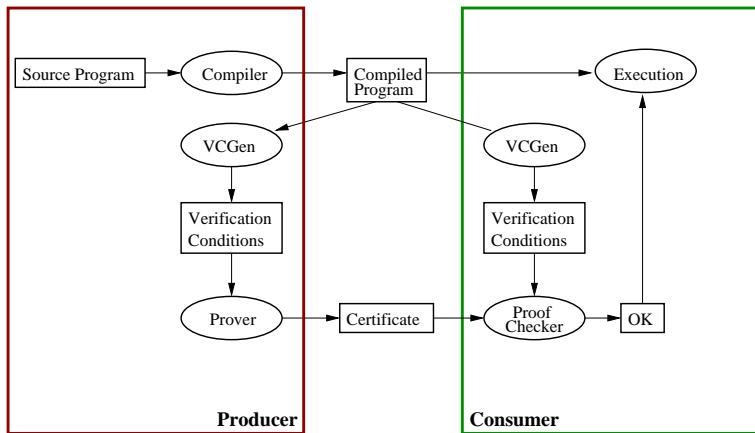 Source Program
Compiler
Compiled
Program
Execution
VCGen
VCGen
Verification
Conditions
Verification
Conditions
Prover
Certificate
Proof
Checker
OK
Producer
Consumer